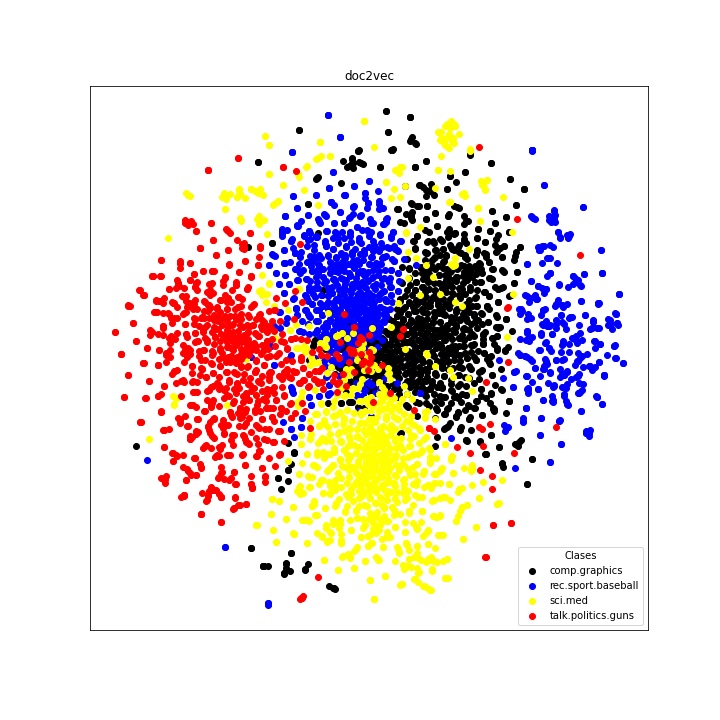 doc2vec
Clases
comp.graphics
rec.sport.baseball
sci.med
talk.politics.guns